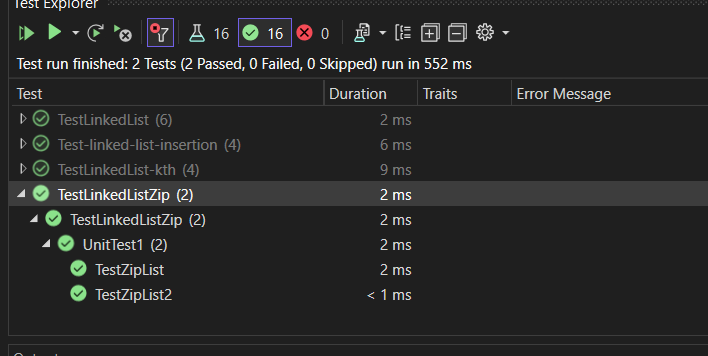 Test Explorer
7 16 16 0
Test run finished: 2 Tests (2 Passed, 0 Failed, 0 Skipped) run in 552 ms
Test Duration Traits Error Message
TestLinkedList (6) 2 ms
Test-linked-list-insertion (4) 6 ms
TestLinkedList-kth (4) 9 ms
TestLinkedListZip (2) 2 ms
TestLinkedListZip (2) 2 ms
UnitTest1 (2) 2 ms
TestZipList 2 ms
TestZipList2 < 1 ms
Output